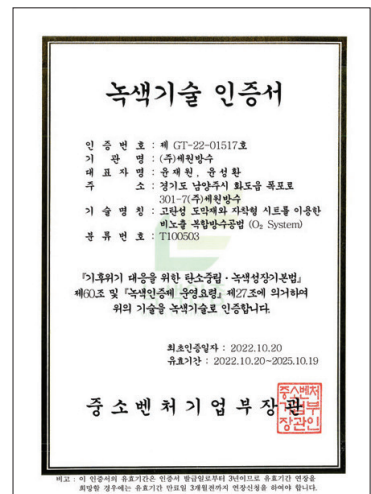 녹색기술 인증서
인 증 번 호 : 제 GT-22-01517호
기 관 명 : (주)세원방수
대 표 자 명 : 윤재원, 윤성환
주 소 : 경기도 남양주시 화도읍 폭포로
301-7(주)세원방수
기 술 명 칭 : 고탄성 도막재와 자착형 시트를 이용한
비노출 복합방수공법 (O₂ System)
분 류 번 호 : T100503
『기후위기 대응을 위한 탄소중립·녹색성장기본법』
제60조 및 『녹색인증제 운영요령』 제27조에 의거하여
위의 기술을 녹색기술로 인증합니다.
최초인증일자 : 2022.10.20
유효기간 : 2022.10.20~2025.10.19
중소벤처기업부장관
중소벤처
기업부
장관인
비고 : 이 인증서의 유효기간은 인증서 발급일로부터 3년이므로 유효기간 연장을
희망할 경우에는 유효기간 만료일 3개월전까지 연장신청을 하여야 합니다.